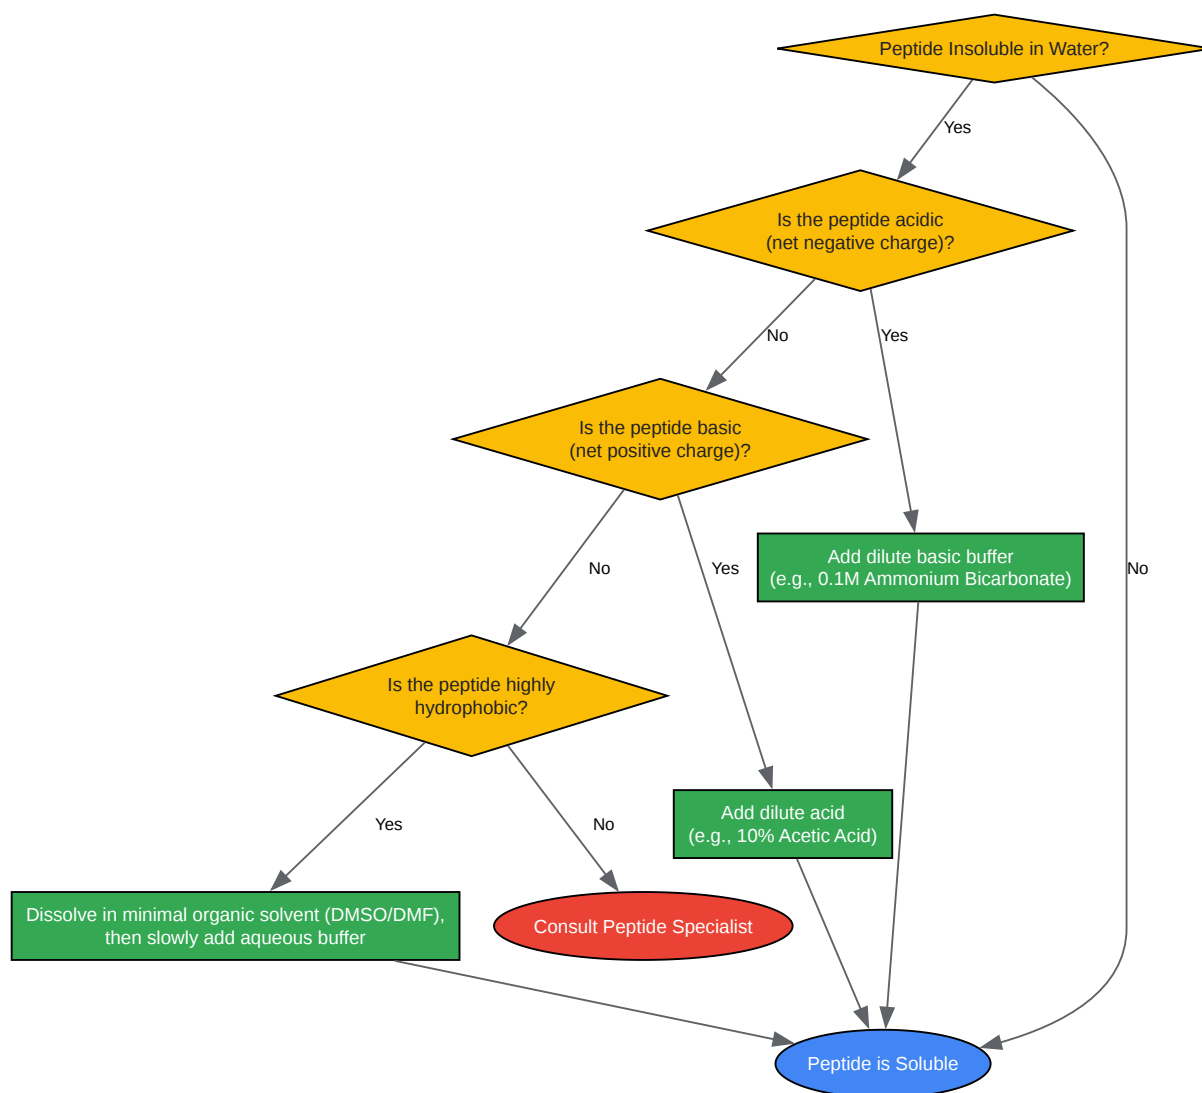 Peptide Insoluble in Water?
Yes
Is the peptide acidic
(net negative charge)?
No
Yes
Is the peptide basic
(net positive charge)?
Add dilute basic buffer
(e.g., 0.1M Ammonium Bicarbonate)
No
Yes
No
Is the peptide highly
hydrophobic?
Add dilute acid
(e.g., 10% Acetic Acid)
Yes
No
Dissolve in minimal organic solvent (DMSO/DMF),
then slowly add aqueous buffer
Consult Peptide Specialist
Peptide is Soluble